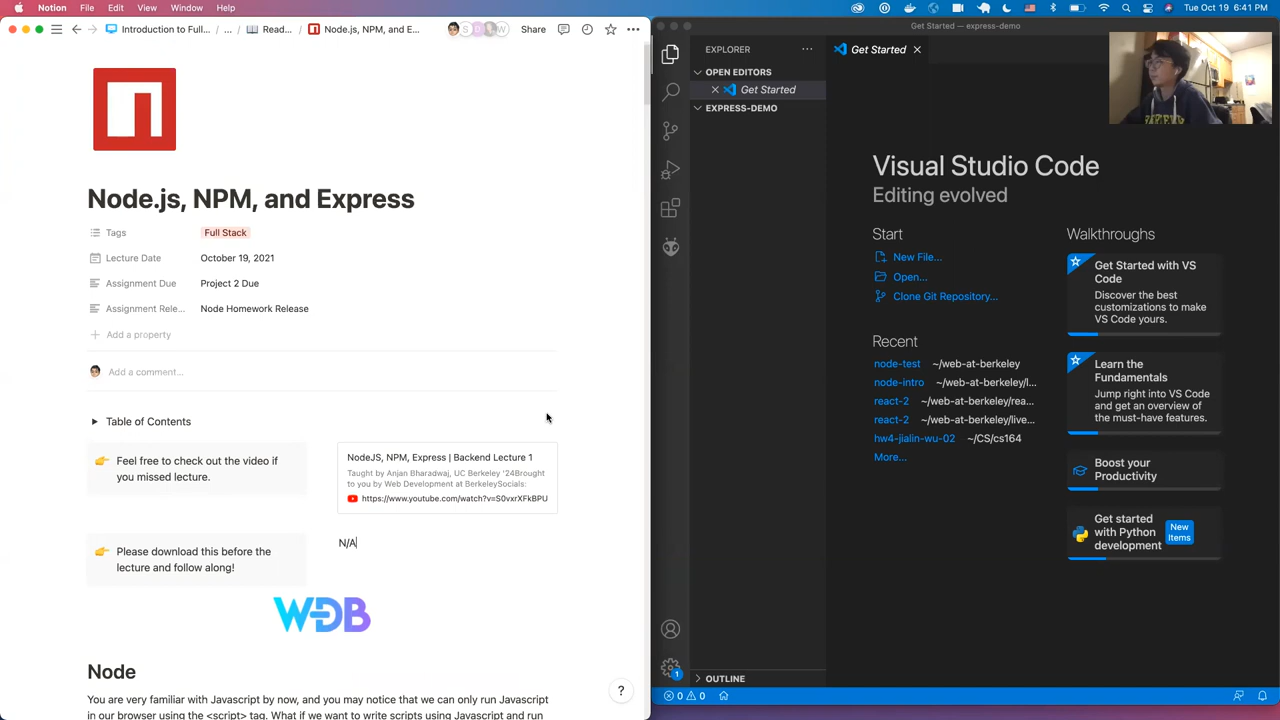 Notion File Edit View Window Help
Tue Oct 19 6:41 PM
Introduction to Full... / ... / Read... / Node.js, NPM, and E...
S D W Share
Node.js, NPM, and Express
Tags Full Stack
Lecture Date October 19, 2021
Assignment Due Project 2 Due
Assignment Rele... Node Homework Release
Add a property
Add a comment...
Table of Contents
Feel free to check out the video if
you missed lecture.
NodeJS, NPM, Express | Backend Lecture 1
Taught by Anjan Bharadwaj, UC Berkeley '24Brought
to you by Web Development at BerkeleySocials:
https://www.youtube.com/watch?v=S0vxrXFkBPU
Please download this before the
lecture and follow along!
N/A
WDB
Node
You are very familiar with Javascript by now, and you may notice that we can only run Javascript
in our browser using the <script> tag. What if we want to write scripts using Javascript and run
?
Get Started — express-demo
EXPLORER
OPEN EDITORS
Get Started
EXPRESS-DEMO
OUTLINE
Get Started
Visual Studio Code
Editing evolved
Start
New File...
Open...
Clone Git Repository...
Recent
node-test ~/web-at-berkeley
node-intro ~/web-at-berkeley/l...
react-2 ~/web-at-berkeley/rea...
react-2 ~/web-at-berkeley/live...
hw4-jialin-wu-02 ~/CS/cs164
More...
Walkthroughs
Get Started with VS
Code
Discover the best
customizations to make
VS Code yours.
Learn the
Fundamentals
Jump right into VS Code
and get an overview of
the must-have features.
Boost your
Productivity
Get started
with Python
development
New
Items
1
0 0